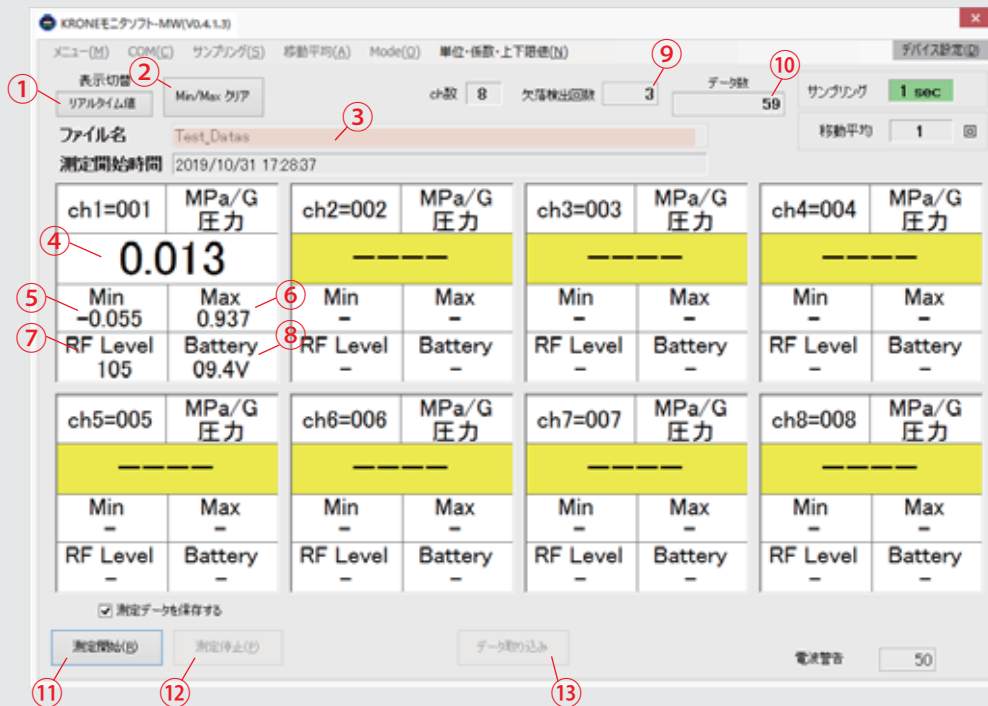 KRONEモニタソフト-MW(V0.4.1.3)
メニュー(M) COM(C) サンプリング(S) 移動平均(A) Mode(O) 単位・係数・上下限値(N) デバイス設定(D)
表示切替 ② ⑨ ⑩
① リアルタイム値 Min/Max クリア ch数 8 欠落検出回数 3 データ数 59 サンプリング 1 sec
ファイル名 Test_Datas ③ 移動平均 1 回
測定開始時間 2019/10/31 17:28:37
ch1=001 MPa/G 圧力 ch2=002 MPa/G 圧力 ch3=003 MPa/G 圧力 ch4=004 MPa/G 圧力
④ 0.013 ---- ---- ----
⑤ Min Max ⑥ Min Max Min Max Min Max
-0.055 0.937 - - - - - -
⑦ RF Level Battery ⑧ RF Level Battery RF Level Battery RF Level Battery
105 09.4V - - - - - -
ch5=005 MPa/G 圧力 ch6=006 MPa/G 圧力 ch7=007 MPa/G 圧力 ch8=008 MPa/G 圧力
---- ---- ---- ----
Min Max Min Max Min Max Min Max
- - - - - - - -
RF Level Battery RF Level Battery RF Level Battery RF Level Battery
- - - - - - - -
測定データを保存する
測定開始(R) 測定停止(P) データ取り込み 電波警告 50
⑪ ⑫ ⑬